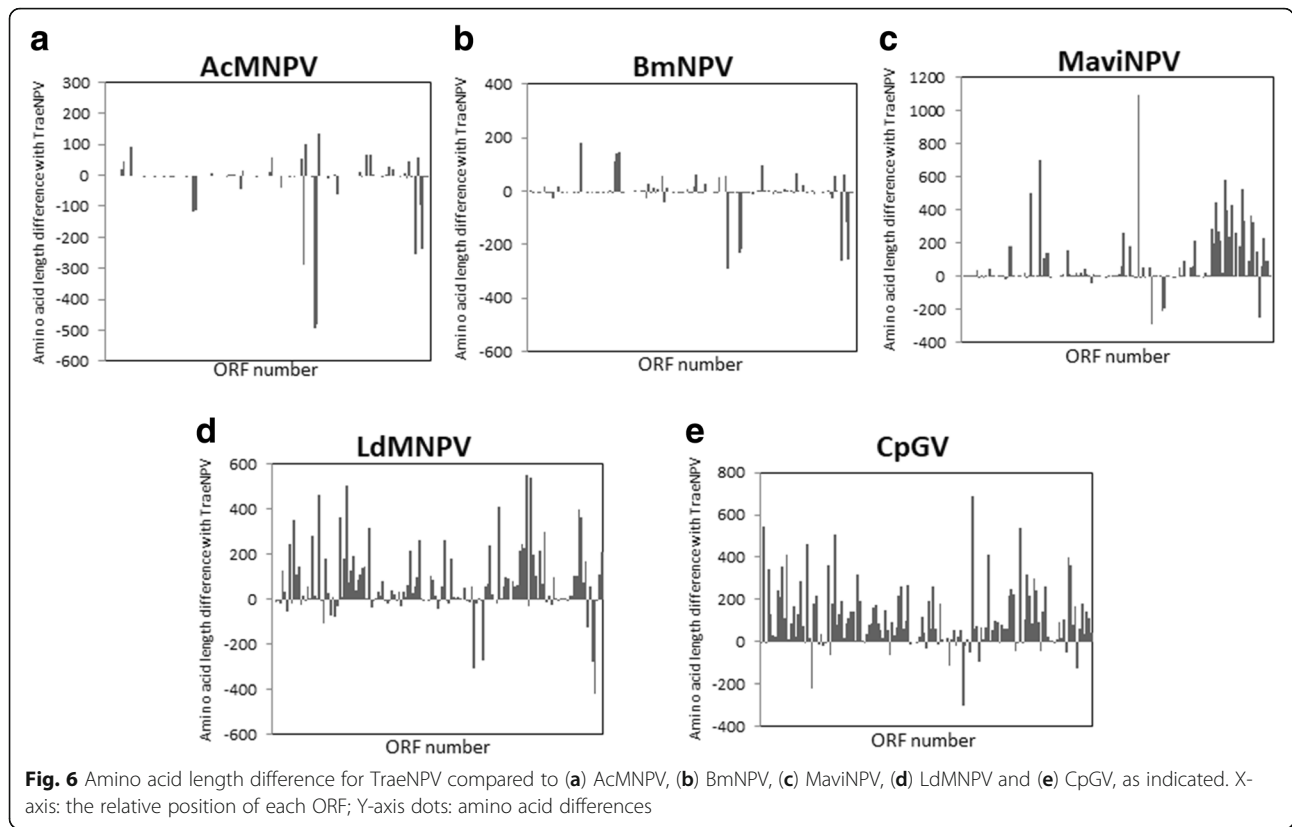 a
AcMNPV
Amino acid length difference with TraeNPV
300
200
100
0
-100
-200
-300
-400
-500
-600
ORF number
b
BmNPV
Amino acid length difference with TraeNPV
400
200
0
-200
-400
-600
ORF number
c
MaviNPV
Amino acid length difference with TraeNPV
1200
1000
800
600
400
200
0
-200
-400
ORF number
d
LdMNPV
Amino acid length difference with TraeNPV
600
400
200
0
-200
-400
-600
ORF number
e
CpGV
Amino acid length difference with TraeNPV
800
600
400
200
0
-200
-400
ORF number
Fig. 6 Amino acid length difference for TraeNPV compared to (a) AcMNPV, (b) BmNPV, (c) MaviNPV, (d) LdMNPV and (e) CpGV, as indicated. X-
axis: the relative position of each ORF; Y-axis dots: amino acid differences